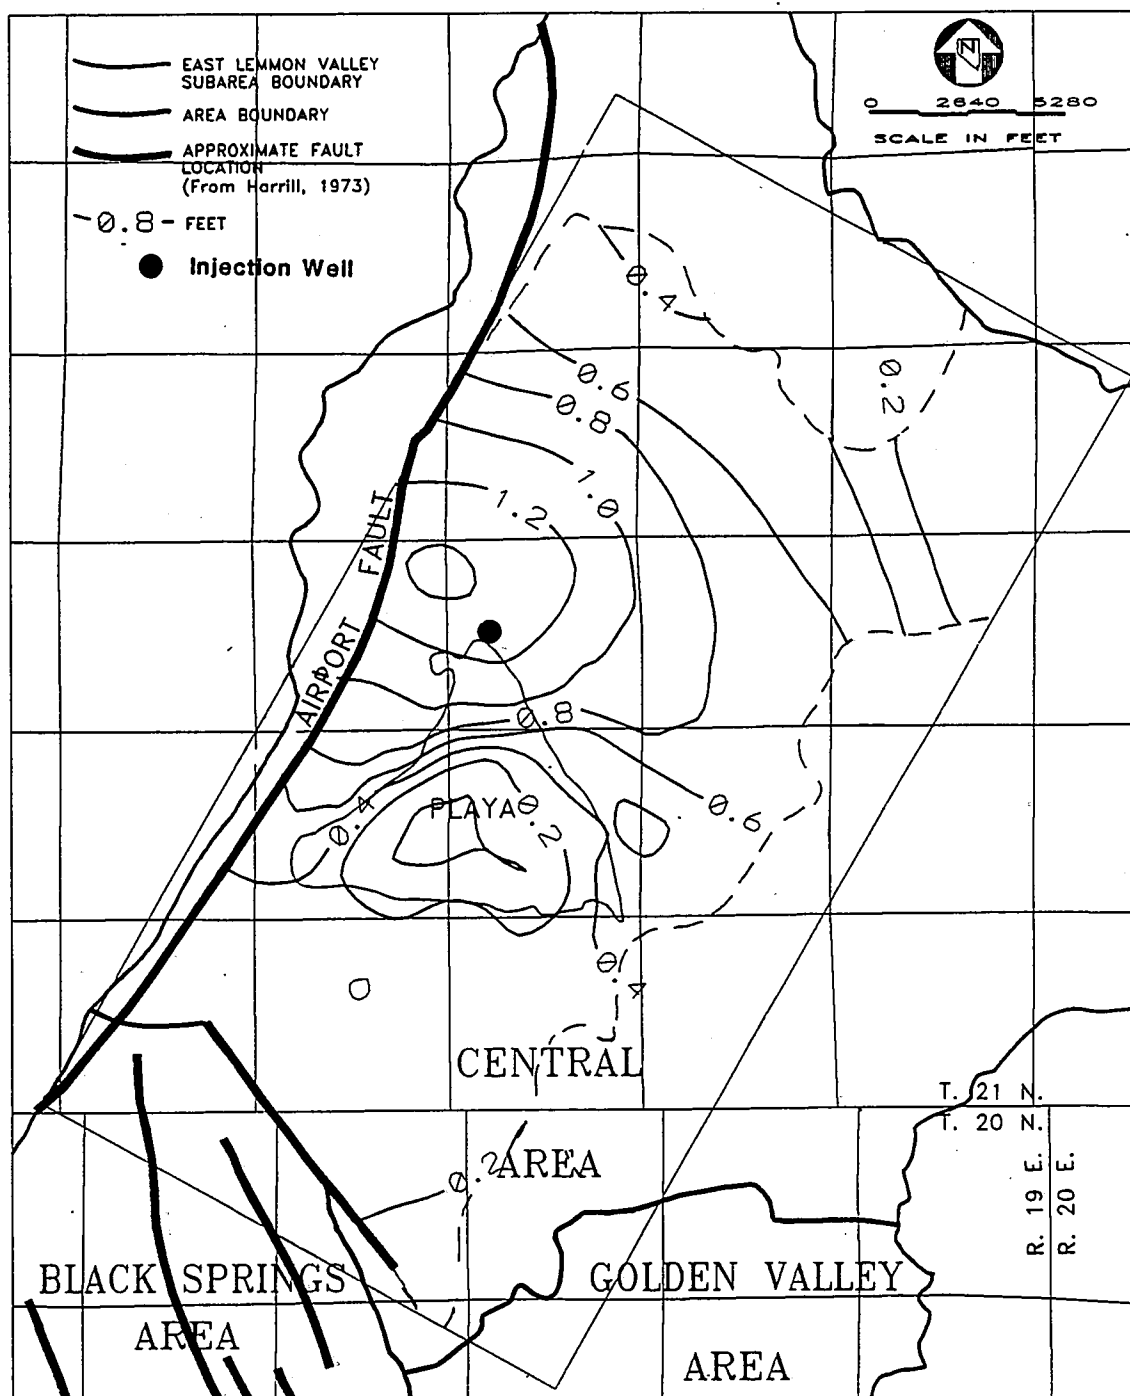 EAST LEMMON VALLEY
SUBAREA BOUNDARY
AREA BOUNDARY
APPROXIMATE FAULT
LOCATION
(From Harrill, 1973)
-0.8- FEET
Injection Well
N
0 2640 5280
SCALE IN FEET
0.4
0.6
0.2
0.8
1.0
1.2
AIRPORT FAULT
0.8
0.6
0.4
PLAYA
0.2
0.4
CENTRAL
AREA
0.2
T. 21 N.
T. 20 N.
R. 19 E.
R. 20 E.
BLACK SPRINGS
AREA
GOLDEN VALLEY
AREA